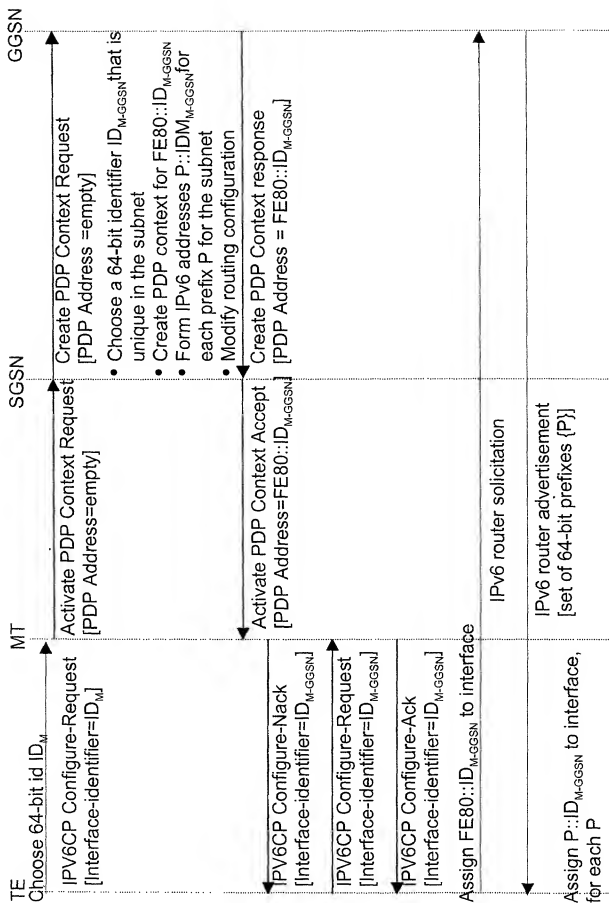 TE
MT
SGSN
GGSN
Choose 64-bit id ID_M
IPV6CP Configure-Request
[Interface-identifier=ID_M]
Activate PDP Context Request
[PDP Address=empty]
Create PDP Context Request
[PDP Address =empty]
• Choose a 64-bit identifier ID_M-GGSN that is
unique in the subnet
• Create PDP context for FE80::ID_M-GGSN
• Form IPv6 addresses P::IDM_M-GGSN for
each prefix P for the subnet
• Modify routing configuration
Create PDP Context response
[PDP Address = FE80::ID_M-GGSN]
Activate PDP Context Accept
[PDP Address=FE80::ID_M-GGSN]
IPV6CP Configure-Nack
[Interface-identifier=ID_M-GGSN]
IPV6CP Configure-Request
[Interface-identifier=ID_M-GGSN]
IPV6CP Configure-Ack
[Interface-identifier=ID_M-GGSN]
Assign FE80::ID_M-GGSN to interface
IPv6 router solicitation
IPv6 router advertisement
[set of 64-bit prefixes {P}]
Assign P::ID_M-GGSN to interface,
for each P